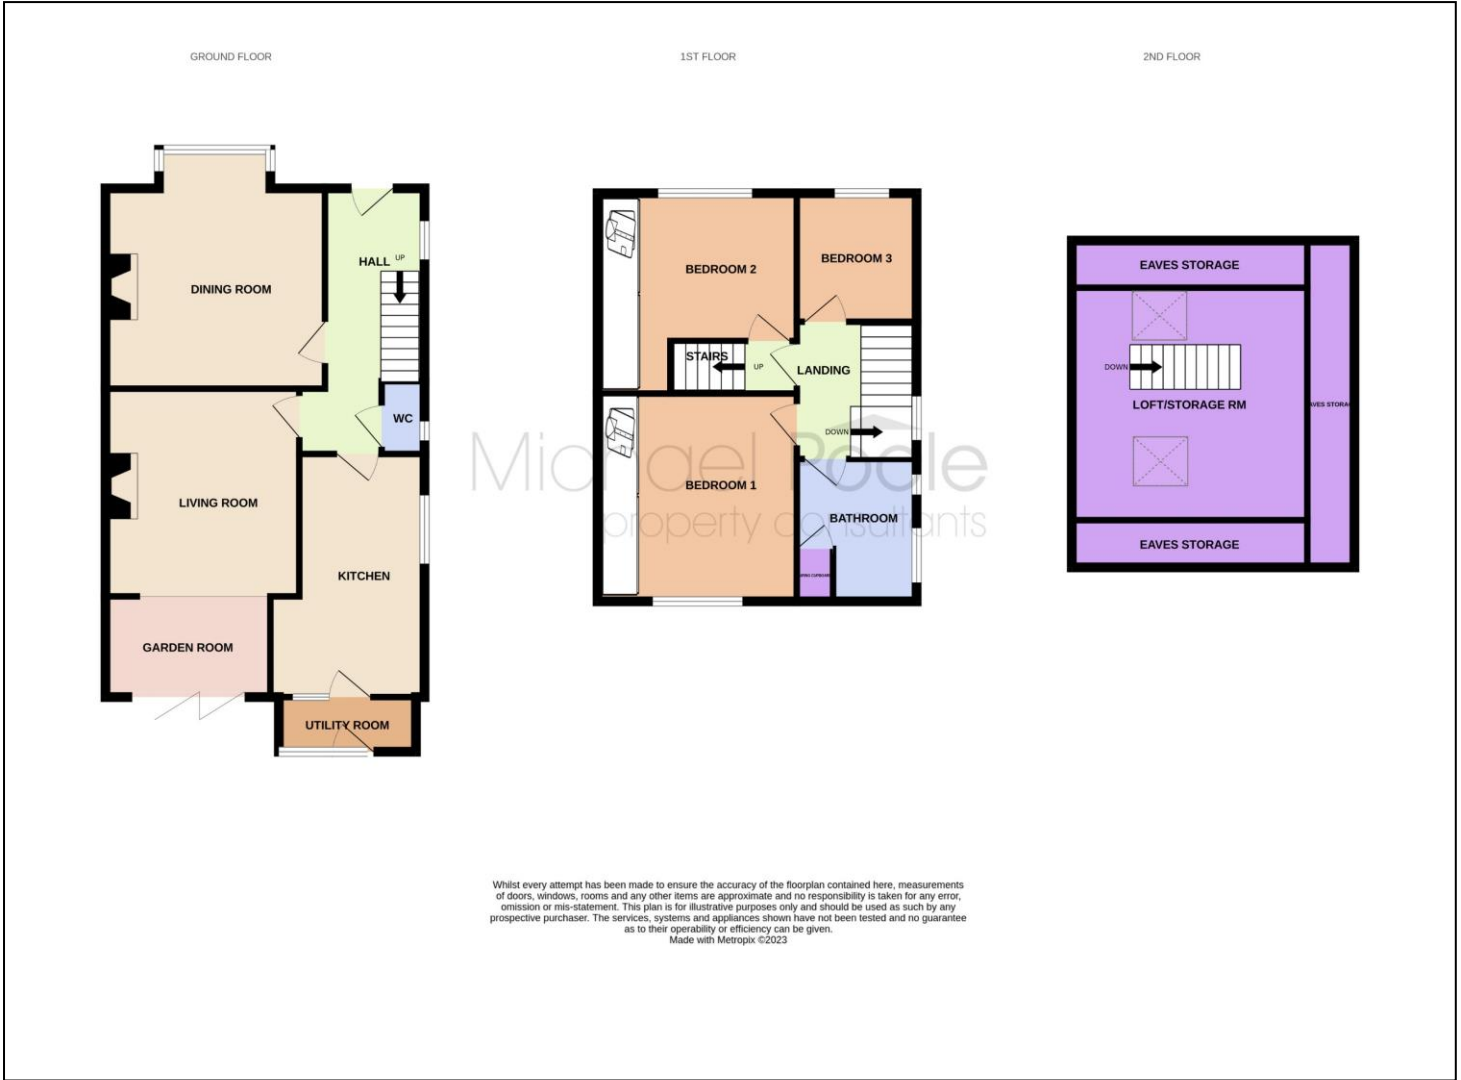 GROUND FLOOR
1ST FLOOR
2ND FLOOR
DINING ROOM
HALL
UP
WC
LIVING ROOM
KITCHEN
GARDEN ROOM
UTILITY ROOM
BEDROOM 2
BEDROOM 3
STAIRS
UP
LANDING
DOWN
BEDROOM 1
BATHROOM
EAVES STORAGE
DOWN
LOFT/STORAGE RM
EAVES STORAGE
Michael Poole
property consultants
Whilst every attempt has been made to ensure the accuracy of the floorplan contained here, measurements
of doors, windows, rooms and any other items are approximate and no responsibility is taken for any error,
omission or mis-statement. This plan is for illustrative purposes only and should be used as such by any
prospective purchaser. The services, systems and appliances shown have not been tested and no guarantee
as to their operability or efficiency can be given.
Made with Metropix ©2023